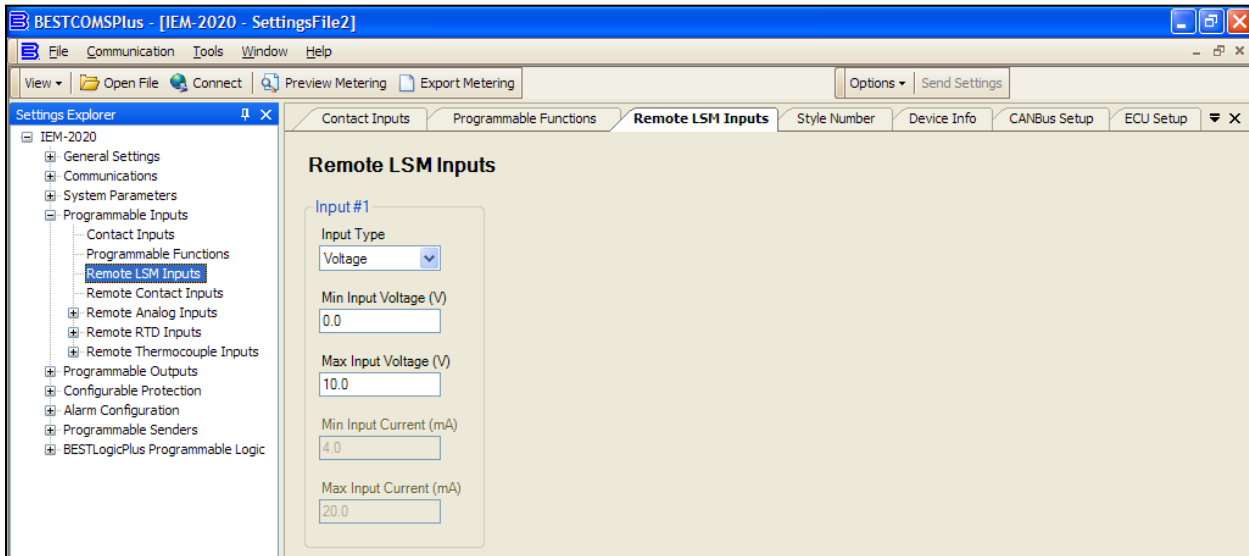 BESTCOMSPlus - [IEM-2020 - SettingsFile2]
File Communication Tools Window Help
View Open File Connect Preview Metering Export Metering Options Send Settings
Settings Explorer
IEM-2020
General Settings
Communications
System Parameters
Programmable Inputs
Contact Inputs
Programmable Functions
Remote LSM Inputs
Remote Contact Inputs
Remote Analog Inputs
Remote RTD Inputs
Remote Thermocouple Inputs
Programmable Outputs
Configurable Protection
Alarm Configuration
Programmable Senders
BESTLogicPlus Programmable Logic
Contact Inputs Programmable Functions Remote LSM Inputs Style Number Device Info CANBus Setup ECU Setup
Remote LSM Inputs
Input #1
Input Type
Voltage
Min Input Voltage (V)
0.0
Max Input Voltage (V)
10.0
Min Input Current (mA)
4.0
Max Input Current (mA)
20.0